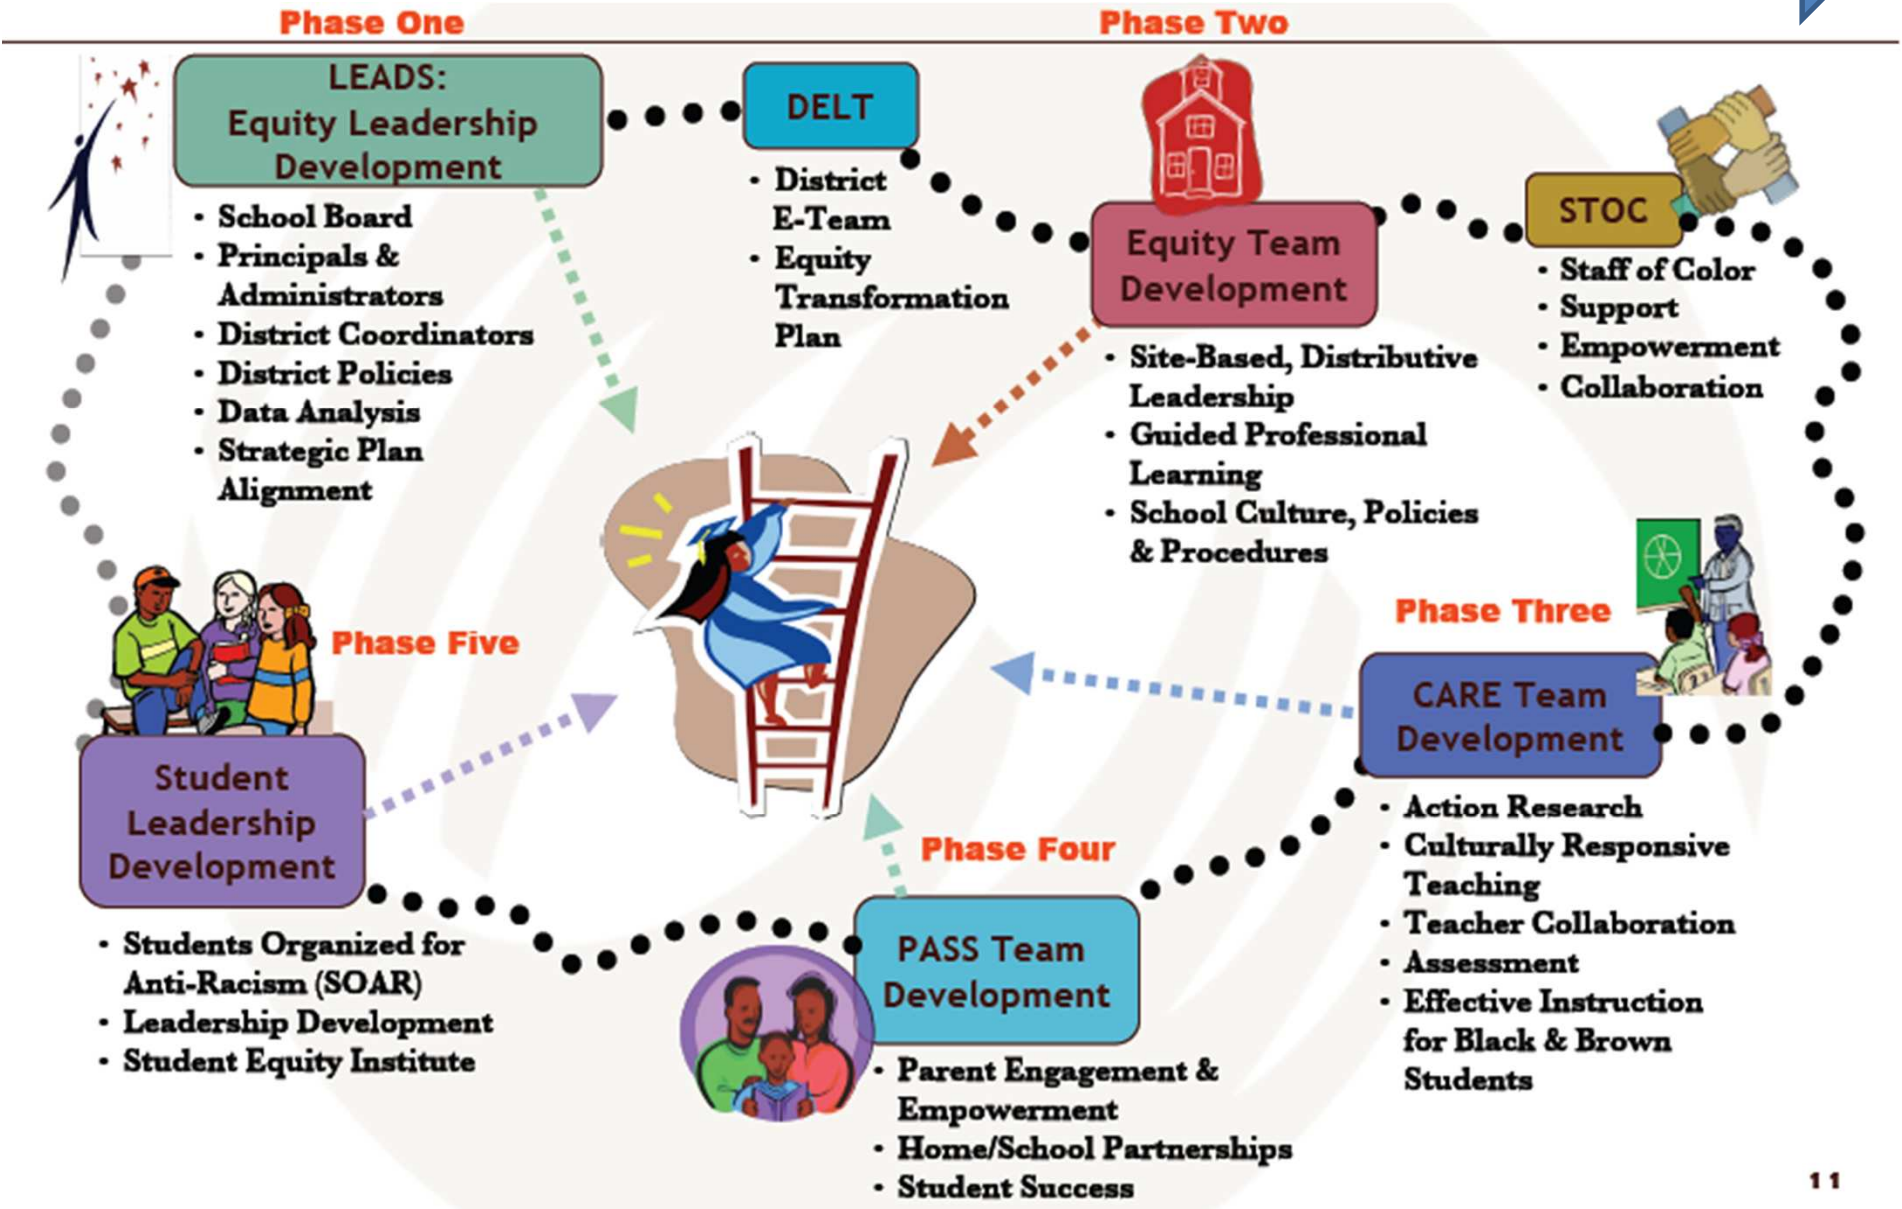 Phase One
LEADS:
Equity Leadership
Development
• School Board
• Principals &
Administrators
• District Coordinators
• District Policies
• Data Analysis
• Strategic Plan
Alignment
DELT
• District
E-Team
• Equity
Transformation
Plan
Phase Two
Equity Team
Development
• Site-Based, Distributive
Leadership
• Guided Professional
Learning
• School Culture, Policies
& Procedures
STOC
• Staff of Color
• Support
• Empowerment
• Collaboration
Phase Three
CARE Team
Development
• Action Research
• Culturally Responsive
Teaching
• Teacher Collaboration
• Assessment
• Effective Instruction
for Black & Brown
Students
Phase Four
PASS Team
Development
• Parent Engagement &
Empowerment
• Home/School Partnerships
• Student Success
Phase Five
Student
Leadership
Development
• Students Organized for
Anti-Racism (SOAR)
• Leadership Development
• Student Equity Institute
11